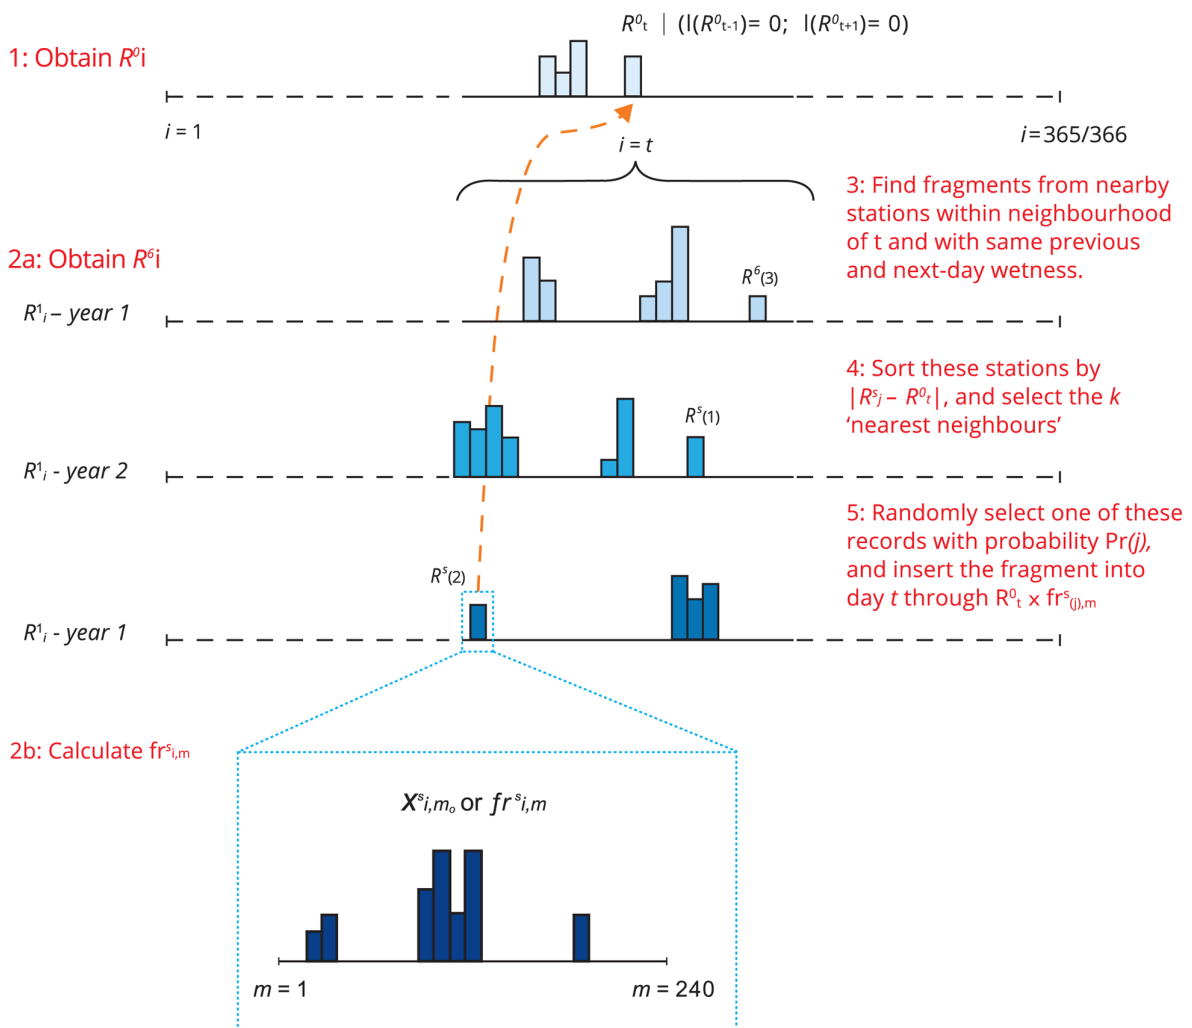 R⁰t | (l(R⁰t-1)= 0; l(R⁰t+1)= 0)
1: Obtain R⁰i
i = 1
i = t
i=365/366
3: Find fragments from nearby
stations within neighbourhood
of t and with same previous
and next-day wetness.
2a: Obtain R⁶i
R⁶(3)
R¹i – year 1
4: Sort these stations by
|Rˢj – R⁰t|, and select the k
‘nearest neighbours’
Rˢ(1)
R¹i - year 2
5: Randomly select one of these
records with probability Pr(j),
and insert the fragment into
day t through R⁰t x frˢ(j),m
Rˢ(2)
R¹i - year 1
2b: Calculate frˢi,m
Xˢi,mo or frˢi,m
m = 1
m = 240